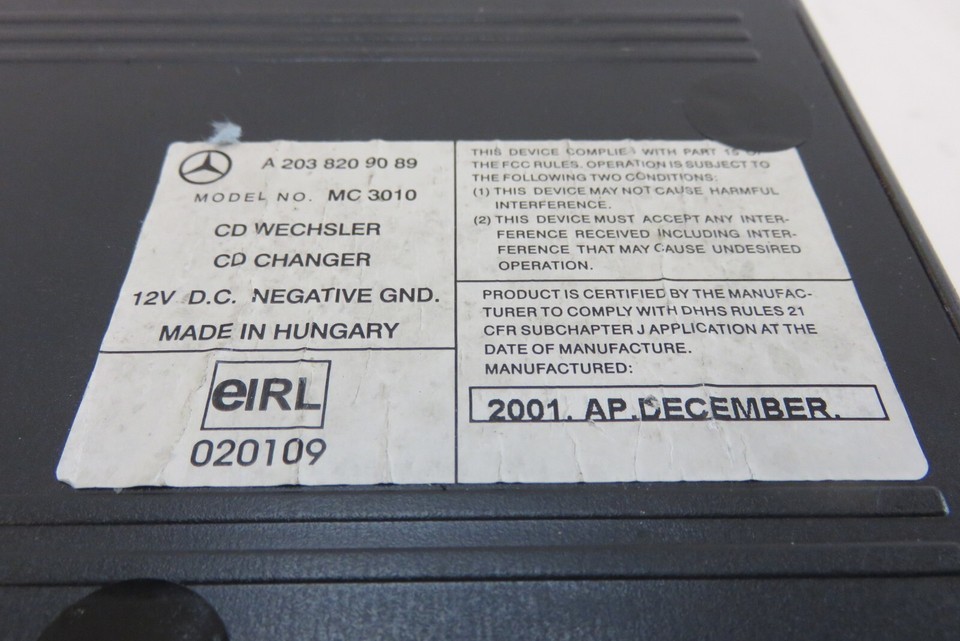 A 203 820 90 89
MODEL NO. MC 3010
CD WECHSLER
CD CHANGER
12V D.C. NEGATIVE GND.
MADE IN HUNGARY
eIRL
020109
THIS DEVICE COMPLIES WITH PART 15 OF
THE FCC RULES. OPERATION IS SUBJECT TO
THE FOLLOWING TWO CONDITIONS:
(1) THIS DEVICE MAY NOT CAUSE HARMFUL
INTERFERENCE.
(2) THIS DEVICE MUST ACCEPT ANY INTER-
FERENCE RECEIVED INCLUDING INTER-
FERENCE THAT MAY CAUSE UNDESIRED
OPERATION.
PRODUCT IS CERTIFIED BY THE MANUFAC-
TURER TO COMPLY WITH DHHS RULES 21
CFR SUBCHAPTER J APPLICATION AT THE
DATE OF MANUFACTURE.
MANUFACTURED:
2001. AP.DECEMBER.